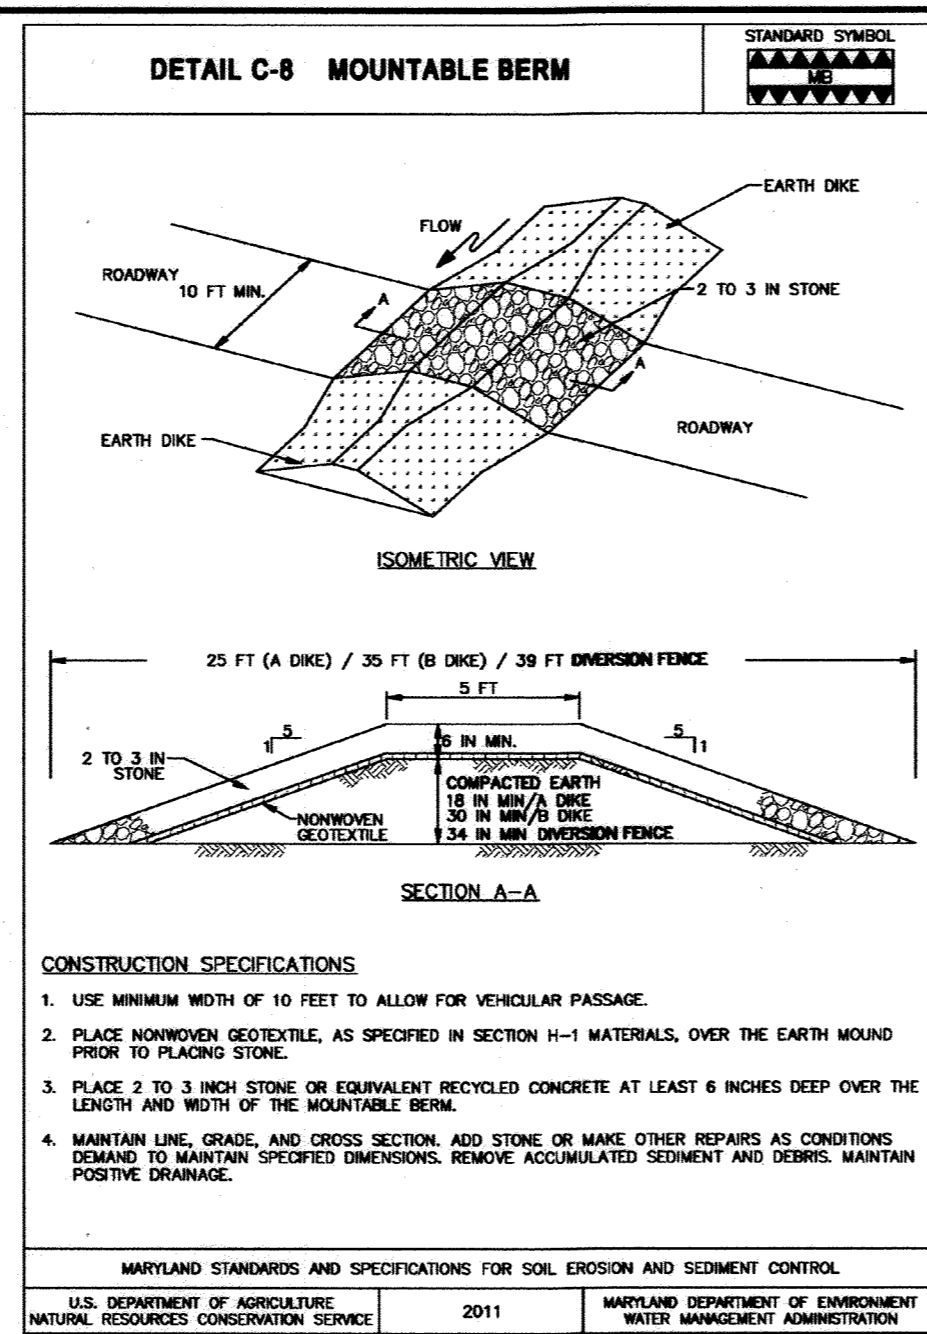 DETAIL C-8 MOUNTABLE BERM
STANDARD SYMBOL
MB
EARTH DIKE
FLOW
ROADWAY
10 FT MIN.
A
2 TO 3 IN STONE
A
ROADWAY
EARTH DIKE
ISOMETRIC VIEW
25 FT (A DIKE) / 35 FT (B DIKE) / 39 FT DIVERSION FENCE
5 FT
5
1
6 IN MIN.
5
1
2 TO 3 IN
STONE
COMPACTED EARTH
18 IN MIN/A DIKE
30 IN MIN/B DIKE
34 IN MIN DIVERSION FENCE
NONWOVEN
GEOTEXTILE
SECTION A-A
CONSTRUCTION SPECIFICATIONS
1. USE MINIMUM WIDTH OF 10 FEET TO ALLOW FOR VEHICULAR PASSAGE.
2. PLACE NONWOVEN GEOTEXTILE, AS SPECIFIED IN SECTION H-1 MATERIALS, OVER THE EARTH MOUND
PRIOR TO PLACING STONE.
3. PLACE 2 TO 3 INCH STONE OR EQUIVALENT RECYCLED CONCRETE AT LEAST 6 INCHES DEEP OVER THE
LENGTH AND WIDTH OF THE MOUNTABLE BERM.
4. MAINTAIN LINE, GRADE, AND CROSS SECTION. ADD STONE OR MAKE OTHER REPAIRS AS CONDITIONS
DEMAND TO MAINTAIN SPECIFIED DIMENSIONS. REMOVE ACCUMULATED SEDIMENT AND DEBRIS. MAINTAIN
POSITIVE DRAINAGE.
MARYLAND STANDARDS AND SPECIFICATIONS FOR SOIL EROSION AND SEDIMENT CONTROL
U.S. DEPARTMENT OF AGRICULTURE
NATURAL RESOURCES CONSERVATION SERVICE
2011
MARYLAND DEPARTMENT OF ENVIRONMENT
WATER MANAGEMENT ADMINISTRATION